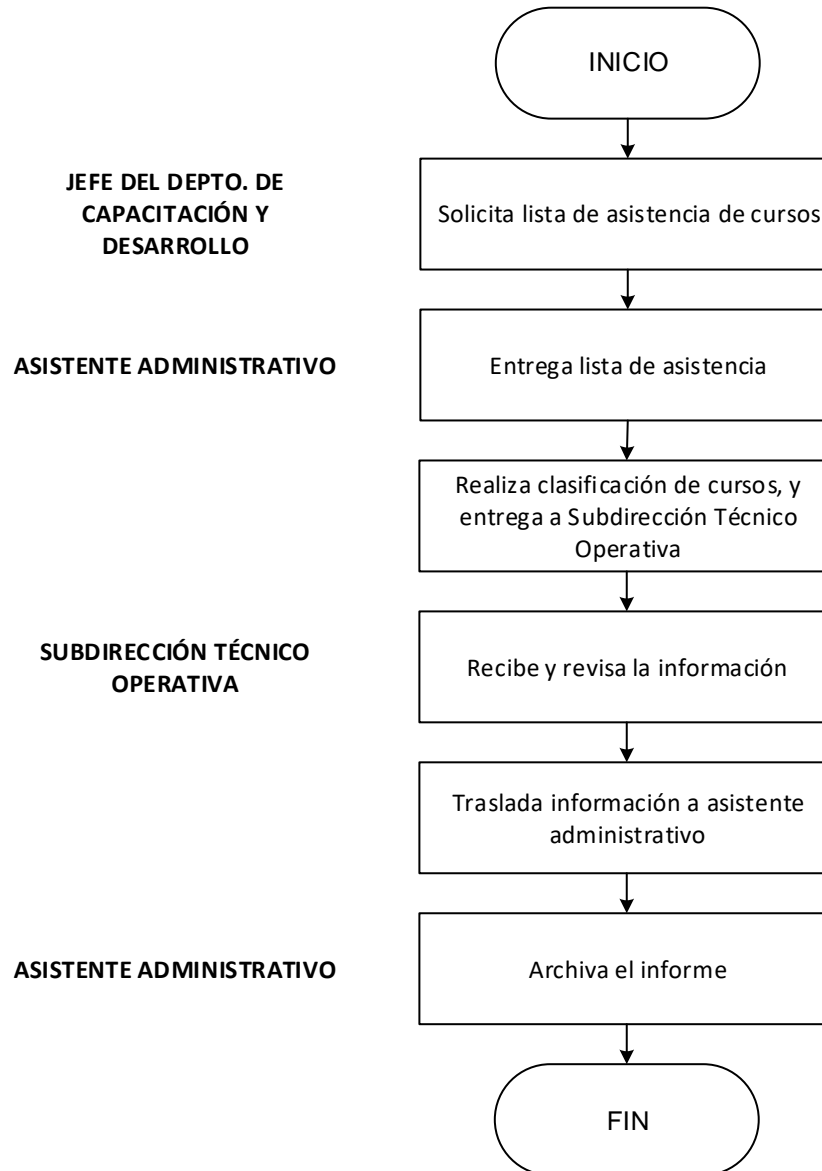 INICIO
JEFE DEL DEPTO. DE
CAPACITACIÓN Y
DESARROLLO
Solicita lista de asistencia de cursos
ASISTENTE ADMINISTRATIVO
Entrega lista de asistencia
Realiza clasificación de cursos, y
entrega a Subdirección Técnico
Operativa
SUBDIRECCIÓN TÉCNICO
OPERATIVA
Recibe y revisa la información
Traslada información a asistente
administrativo
ASISTENTE ADMINISTRATIVO
Archiva el informe
FIN